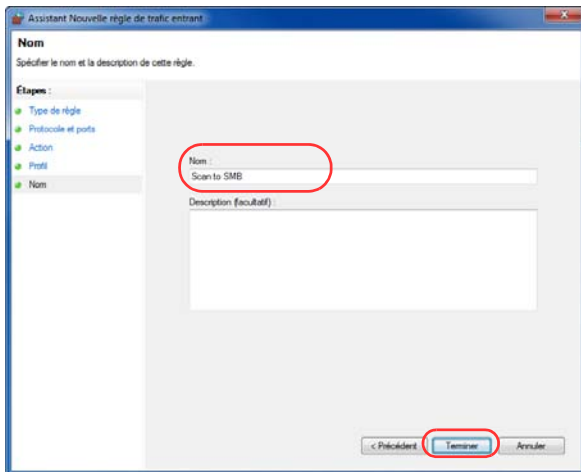 Assistant Nouvelle règle de trafic entrant
Nom
Spécifier le nom et la description de cette règle.
Étapes :
Type de règle
Protocole et ports
Action
Profil
Nom
Nom :
Scan to SMB
Description (facultatif) :
< Précédent
Terminer
Annuler